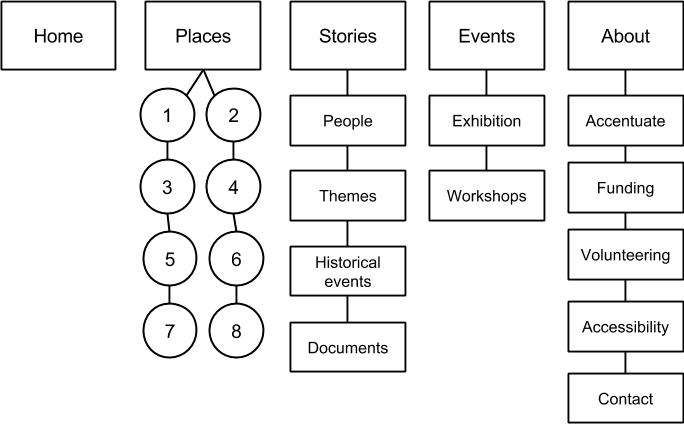 Home
Places
Stories
Events
About
1
2
3
4
5
6
7
8
People
Themes
Historical
events
Documents
Exhibition
Workshops
Accentuate
Funding
Volunteering
Accessibility
Contact